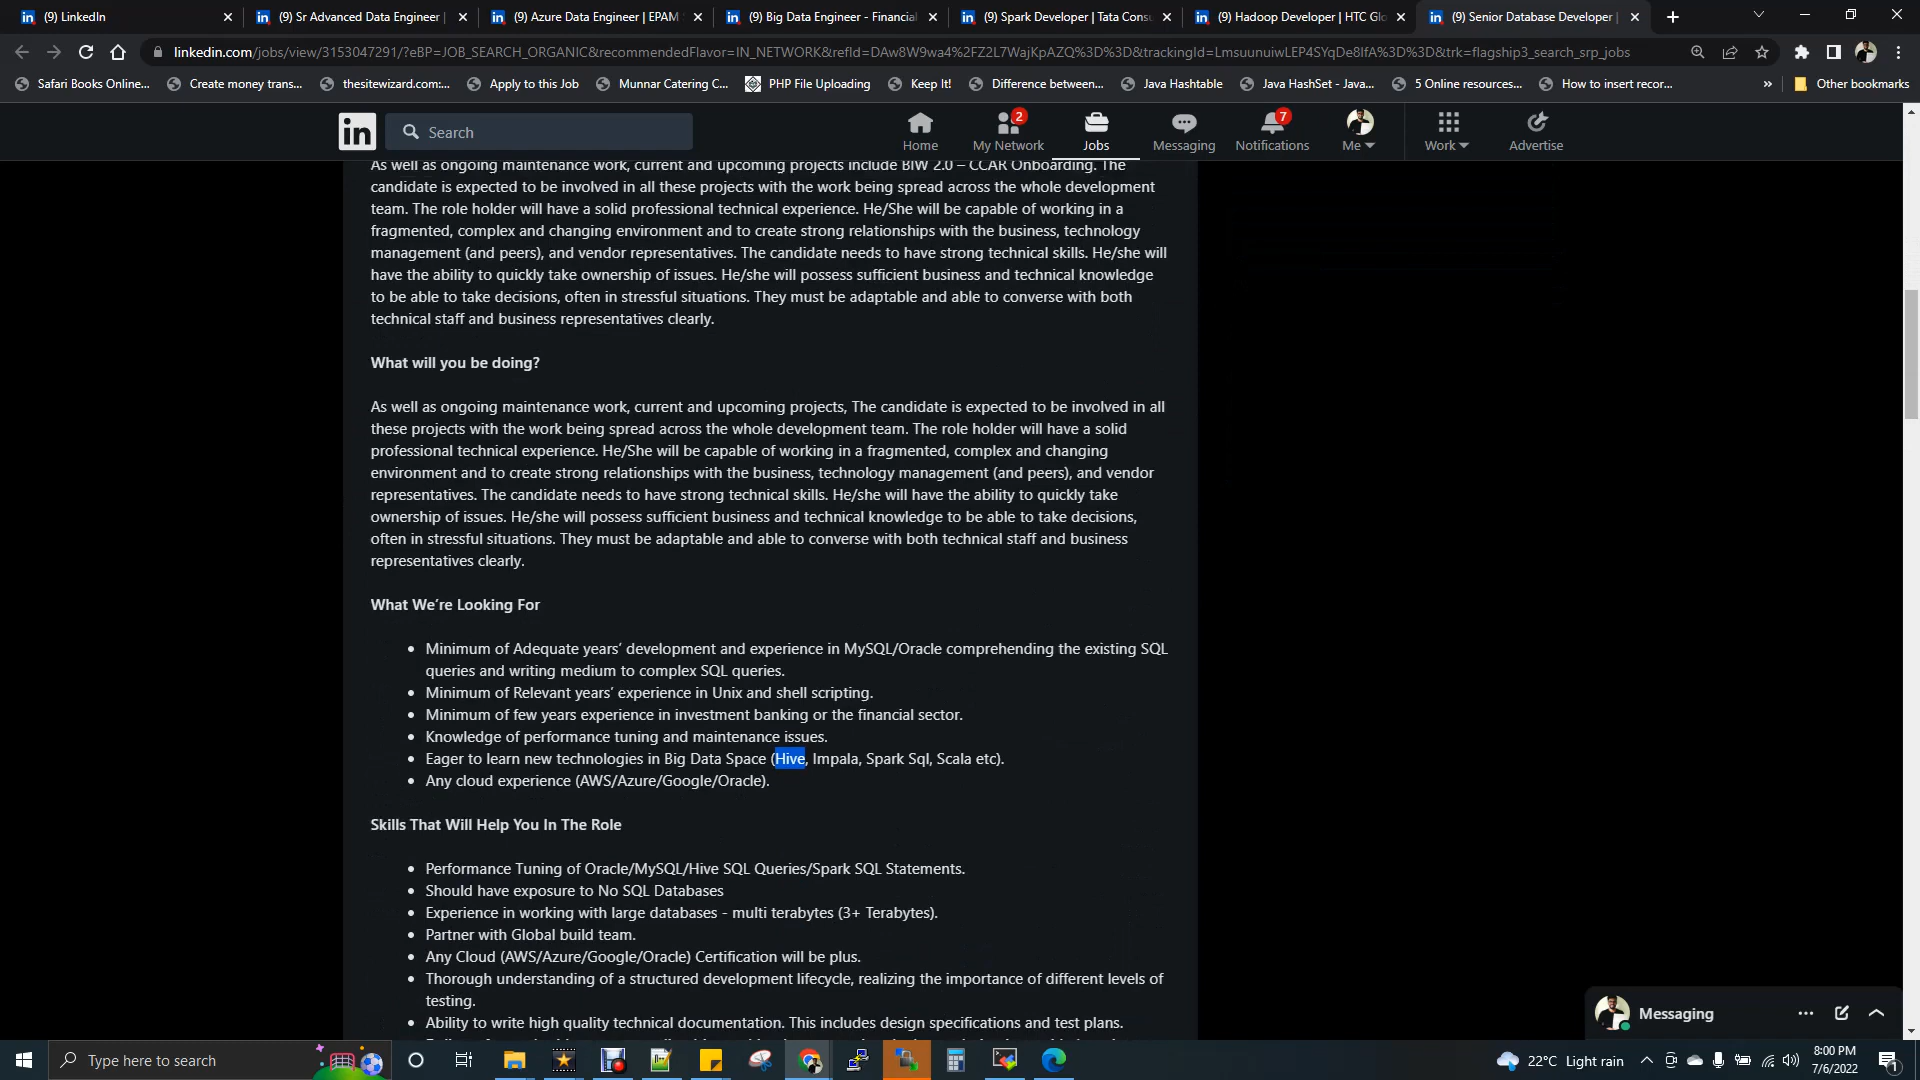 (9) LinkedIn
(9) Sr Advanced Data Engineer |
(9) Azure Data Engineer | EPAM
(9) Big Data Engineer - Financial
(9) Spark Developer | Tata Consu
(9) Hadoop Developer | HTC Glo
(9) Senior Database Developer |
linkedin.com/jobs/view/3153047291/?eBP=JOB_SEARCH_ORGANIC&recommendedFlavor=IN_NETWORK&refId=DAw8W9wa4%2FZ2L7WajKpAZQ%3D%3D&trackingId=LmsuunuiwLEP4SYqDe8IfA%3D%3D&trk=flagship3_search_srp_jobs
Safari Books Online...
Create money trans...
thesitewizard.com:...
Apply to this Job
Munnar Catering C...
PHP File Uploading
Keep It!
Difference between...
Java Hashtable
Java HashSet - Java...
5 Online resources...
How to insert recor...
»
Other bookmarks
in
Search
Home
2
My Network
Jobs
Messaging
7
Notifications
Me
Work
Advertise
As well as ongoing maintenance work, current and upcoming projects include BIW 2.0 – CCAR Onboarding. The
candidate is expected to be involved in all these projects with the work being spread across the whole development
team. The role holder will have a solid professional technical experience. He/She will be capable of working in a
fragmented, complex and changing environment and to create strong relationships with the business, technology
management (and peers), and vendor representatives. The candidate needs to have strong technical skills. He/she will
have the ability to quickly take ownership of issues. He/she will possess sufficient business and technical knowledge
to be able to take decisions, often in stressful situations. They must be adaptable and able to converse with both
technical staff and business representatives clearly.
What will you be doing?
As well as ongoing maintenance work, current and upcoming projects, The candidate is expected to be involved in all
these projects with the work being spread across the whole development team. The role holder will have a solid
professional technical experience. He/She will be capable of working in a fragmented, complex and changing
environment and to create strong relationships with the business, technology management (and peers), and vendor
representatives. The candidate needs to have strong technical skills. He/she will have the ability to quickly take
ownership of issues. He/she will possess sufficient business and technical knowledge to be able to take decisions,
often in stressful situations. They must be adaptable and able to converse with both technical staff and business
representatives clearly.
What We're Looking For
• Minimum of Adequate years' development and experience in MySQL/Oracle comprehending the existing SQL
queries and writing medium to complex SQL queries.
• Minimum of Relevant years' experience in Unix and shell scripting.
• Minimum of few years experience in investment banking or the financial sector.
• Knowledge of performance tuning and maintenance issues.
• Eager to learn new technologies in Big Data Space (Hive, Impala, Spark Sql, Scala etc).
• Any cloud experience (AWS/Azure/Google/Oracle).
Skills That Will Help You In The Role
• Performance Tuning of Oracle/MySQL/Hive SQL Queries/Spark SQL Statements.
• Should have exposure to No SQL Databases
• Experience in working with large databases - multi terabytes (3+ Terabytes).
• Partner with Global build team.
• Any Cloud (AWS/Azure/Google/Oracle) Certification will be plus.
• Thorough understanding of a structured development lifecycle, realizing the importance of different levels of
testing.
• Ability to write high quality technical documentation. This includes design specifications and test plans.
Messaging
Type here to search
22°C Light rain
8:00 PM
7/6/2022
1